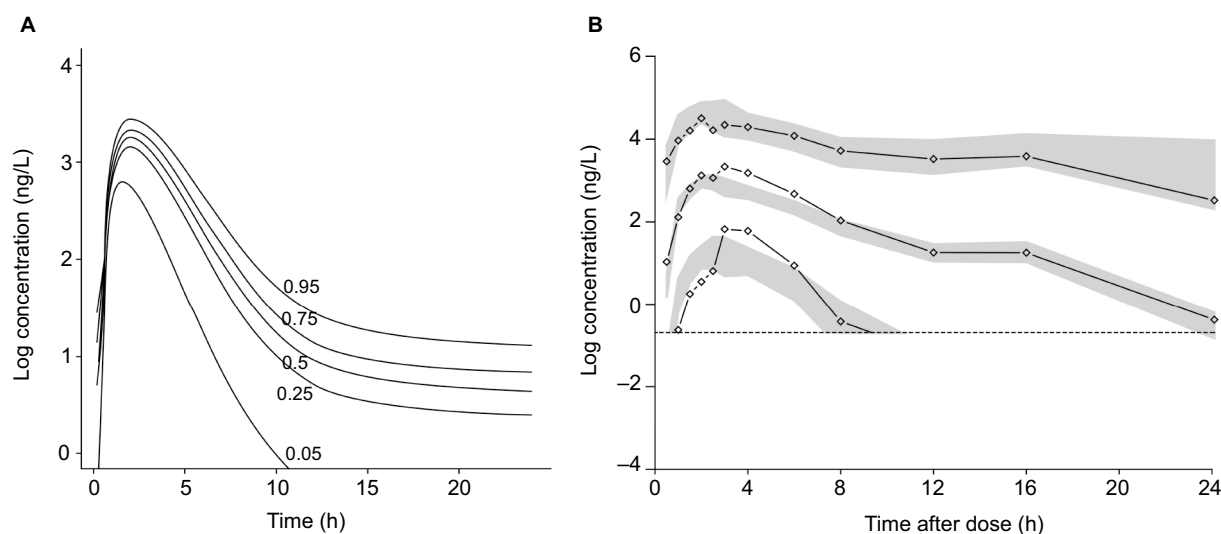 A
Log concentration (ng/L)
4
3
2
1
0
0.95
0.75
0.5
0.25
0.05
0 5 10 15 20
Time (h)
B
Log concentration (ng/L)
6
4
2
0
−2
−4
0 4 8 12 16 20 24
Time after dose (h)